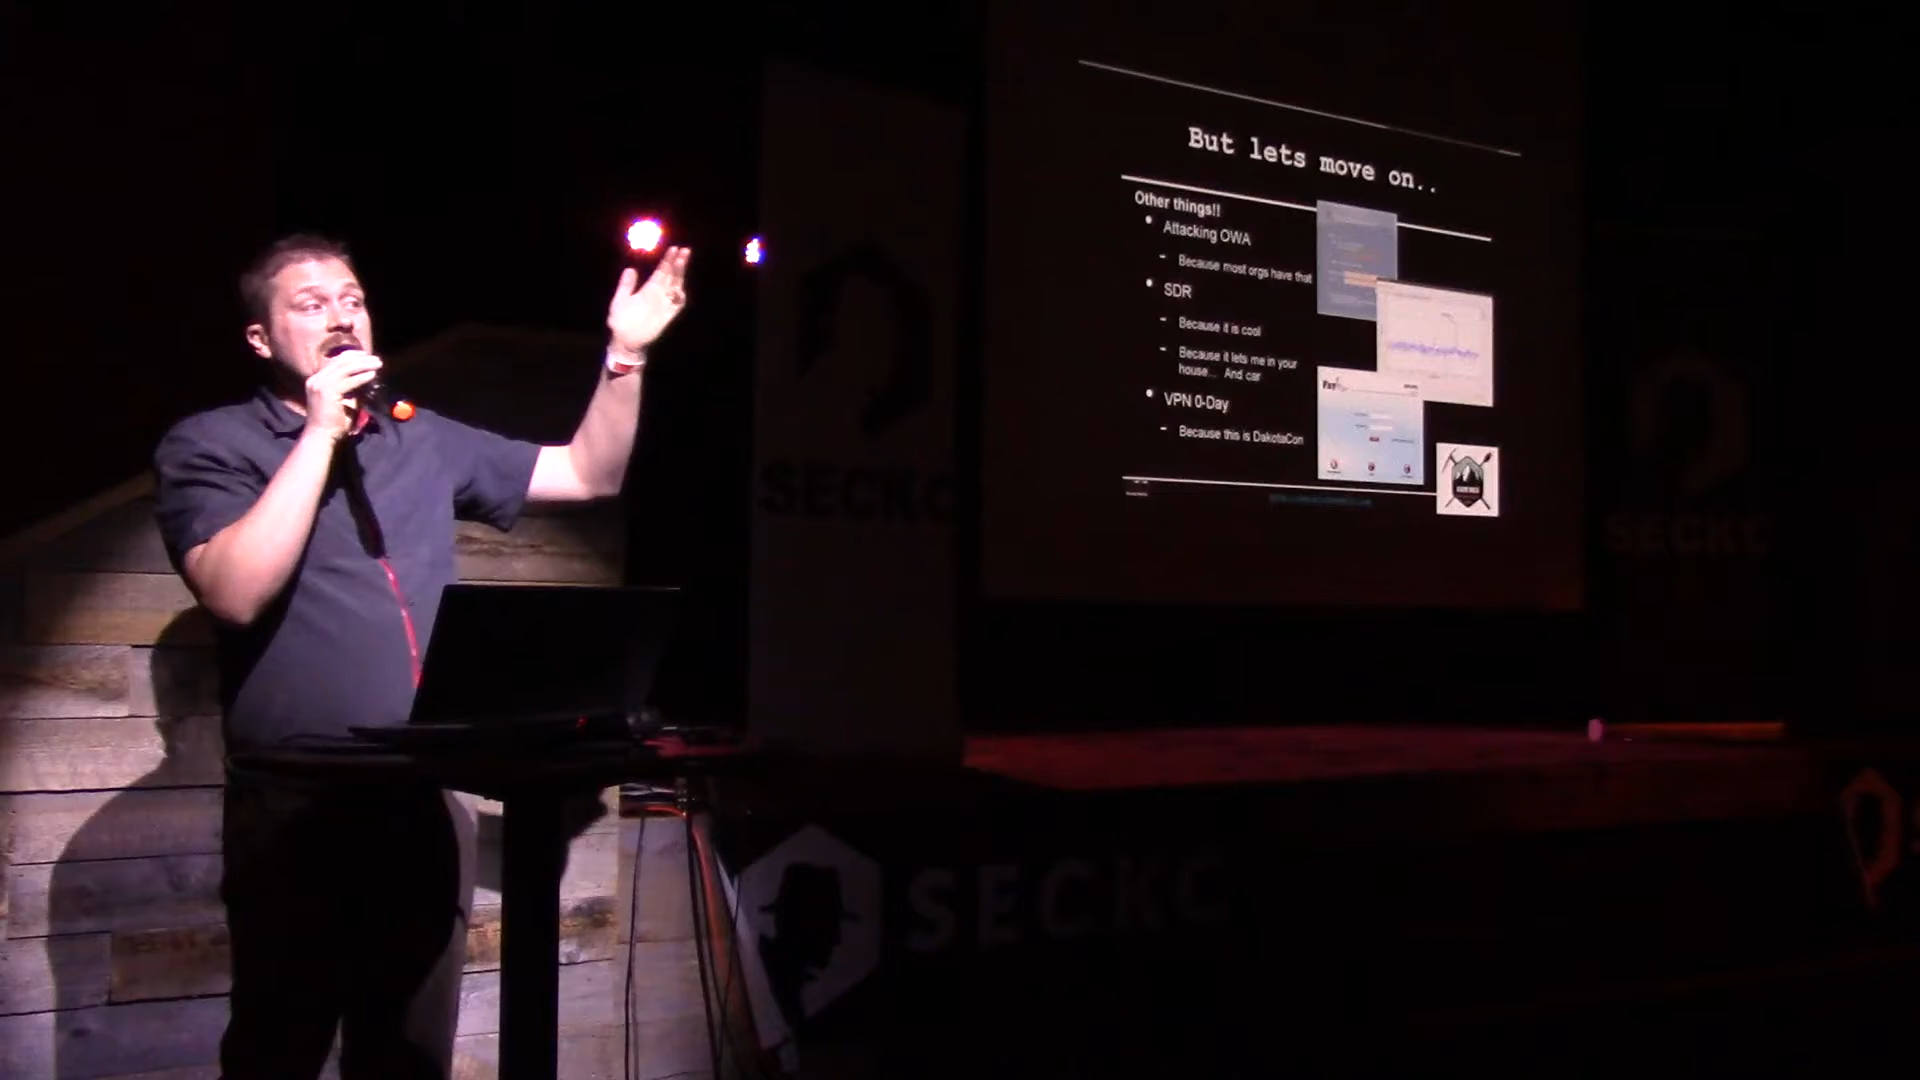 But lets move on..
Other things!!
Attacking OWA
- Because most orgs have that
SDR
- Because it is cool
- Because it lets me in your
house... And car
VPN 0-Day
- Because this is DakotaCon
SECKC
SECKC
SECKC